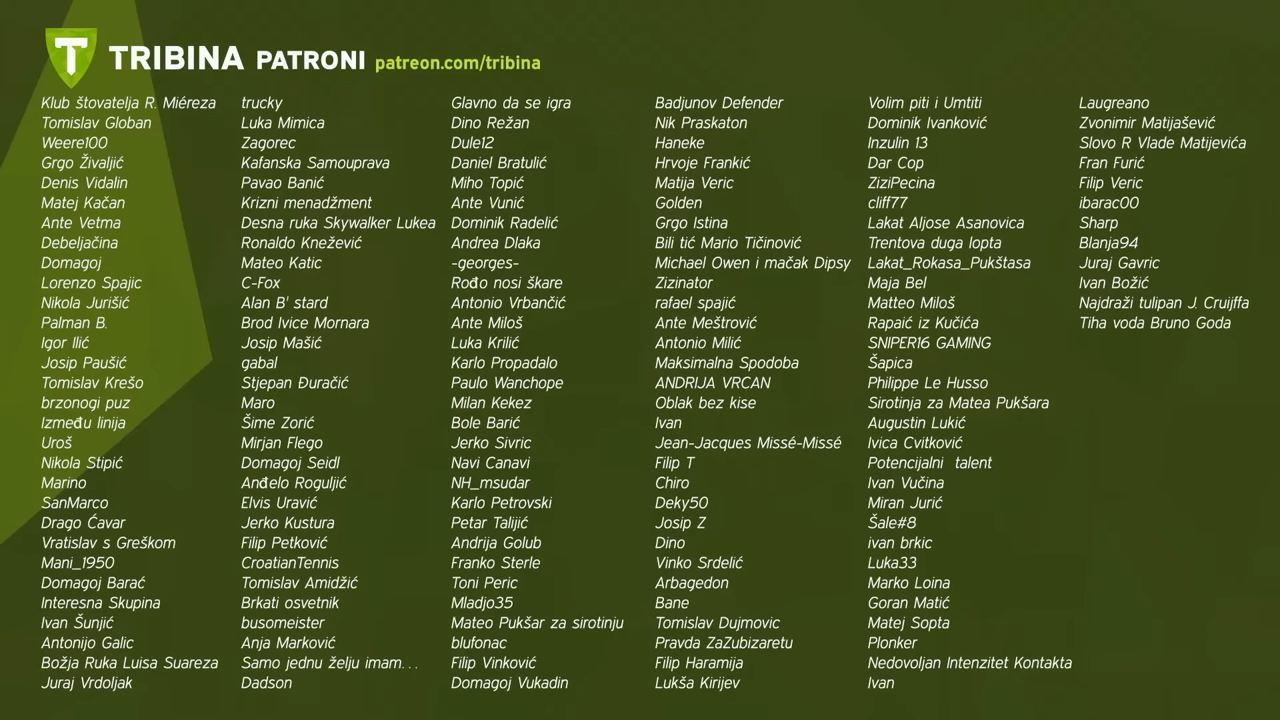 T TRIBINA PATRONI patreon.com/tribina
Klub štovatelja R. Miéreza
Tomislav Globan
Weere100
Grgo Živaljić
Denis Vidalin
Matej Kačan
Ante Vetma
Debeljačina
Domagoj
Lorenzo Spajic
Nikola Jurišić
Palman B.
Igor Ilić
Josip Paušić
Tomislav Krešo
brzonogi puz
Između linija
Uroš
Nikola Stipić
Marino
SanMarco
Drago Ćavar
Vratislav s Greškom
Mani_1950
Domagoj Barać
Interesna Skupina
Ivan Šunjić
Antonijo Galic
Božja Ruka Luisa Suareza
Juraj Vrdoljak
trucky
Luka Mimica
Zagorec
Kafanska Samouprava
Pavao Banić
Krizni menadžment
Desna ruka Skywalker Lukea
Ronaldo Knežević
Mateo Katic
C-Fox
Alan B' stard
Brod Ivice Mornara
Josip Mašić
gabal
Stjepan Đuračić
Maro
Šime Zorić
Mirjan Flego
Domagoj Seidl
Anđelo Roguljić
Elvis Uravić
Jerko Kustura
Filip Petković
CroatianTennis
Tomislav Amidžić
Brkati osvetnik
busomeister
Anja Marković
Samo jednu želju imam...
Dadson
Glavno da se igra
Dino Režan
Dule12
Daniel Bratulić
Miho Topić
Ante Vunić
Dominik Radelić
Andrea Dlaka
-georges-
Rođo nosi škare
Antonio Vrbančić
Ante Miloš
Luka Krilić
Karlo Propadalo
Paulo Wanchope
Milan Kekez
Bole Barić
Jerko Sivric
Navi Canavi
NH_msudar
Karlo Petrovski
Petar Talijić
Andrija Golub
Franko Sterle
Toni Peric
Mladjo35
Mateo Pukšar za sirotinju
blufonac
Filip Vinković
Domagoj Vukadin
Badjunov Defender
Nik Praskaton
Haneke
Hrvoje Frankić
Matija Veric
Golden
Grgo Istina
Bili tić Mario Tičinović
Michael Owen i mačak Dipsy
Zizinator
rafael spajić
Ante Meštrović
Antonio Milić
Maksimalna Spodoba
ANDRIJA VRCAN
Oblak bez kise
Ivan
Jean-Jacques Missé-Missé
Filip T
Chiro
Deky50
Josip Z
Dino
Vinko Srdelić
Arbagedon
Bane
Tomislav Dujmovic
Pravda ZaZubizaretu
Filip Haramija
Lukša Kirijev
Volim piti i Umtiti
Dominik Ivanković
Inzulin 13
Dar Cop
ZiziPecina
cliff77
Lakat Aljose Asanovica
Trentova duga lopta
Lakat_Rokasa_Pukštasa
Maja Bel
Matteo Miloš
Rapaić iz Kučića
SNIPER16 GAMING
Šapica
Philippe Le Husso
Sirotinja za Matea Pukšara
Augustin Lukić
Ivica Cvitković
Potencijalni talent
Ivan Vučina
Miran Jurić
Šale#8
ivan brkic
Luka33
Marko Loina
Goran Matić
Matej Sopta
Plonker
Nedovoljan Intenzitet Kontakta
Ivan
Laugreano
Zvonimir Matijašević
Slovo R Vlade Matijevića
Fran Furić
Filip Veric
ibarac00
Sharp
Blanja94
Juraj Gavric
Ivan Božić
Najdraži tulipan J. Cruijffa
Tiha voda Bruno Goda